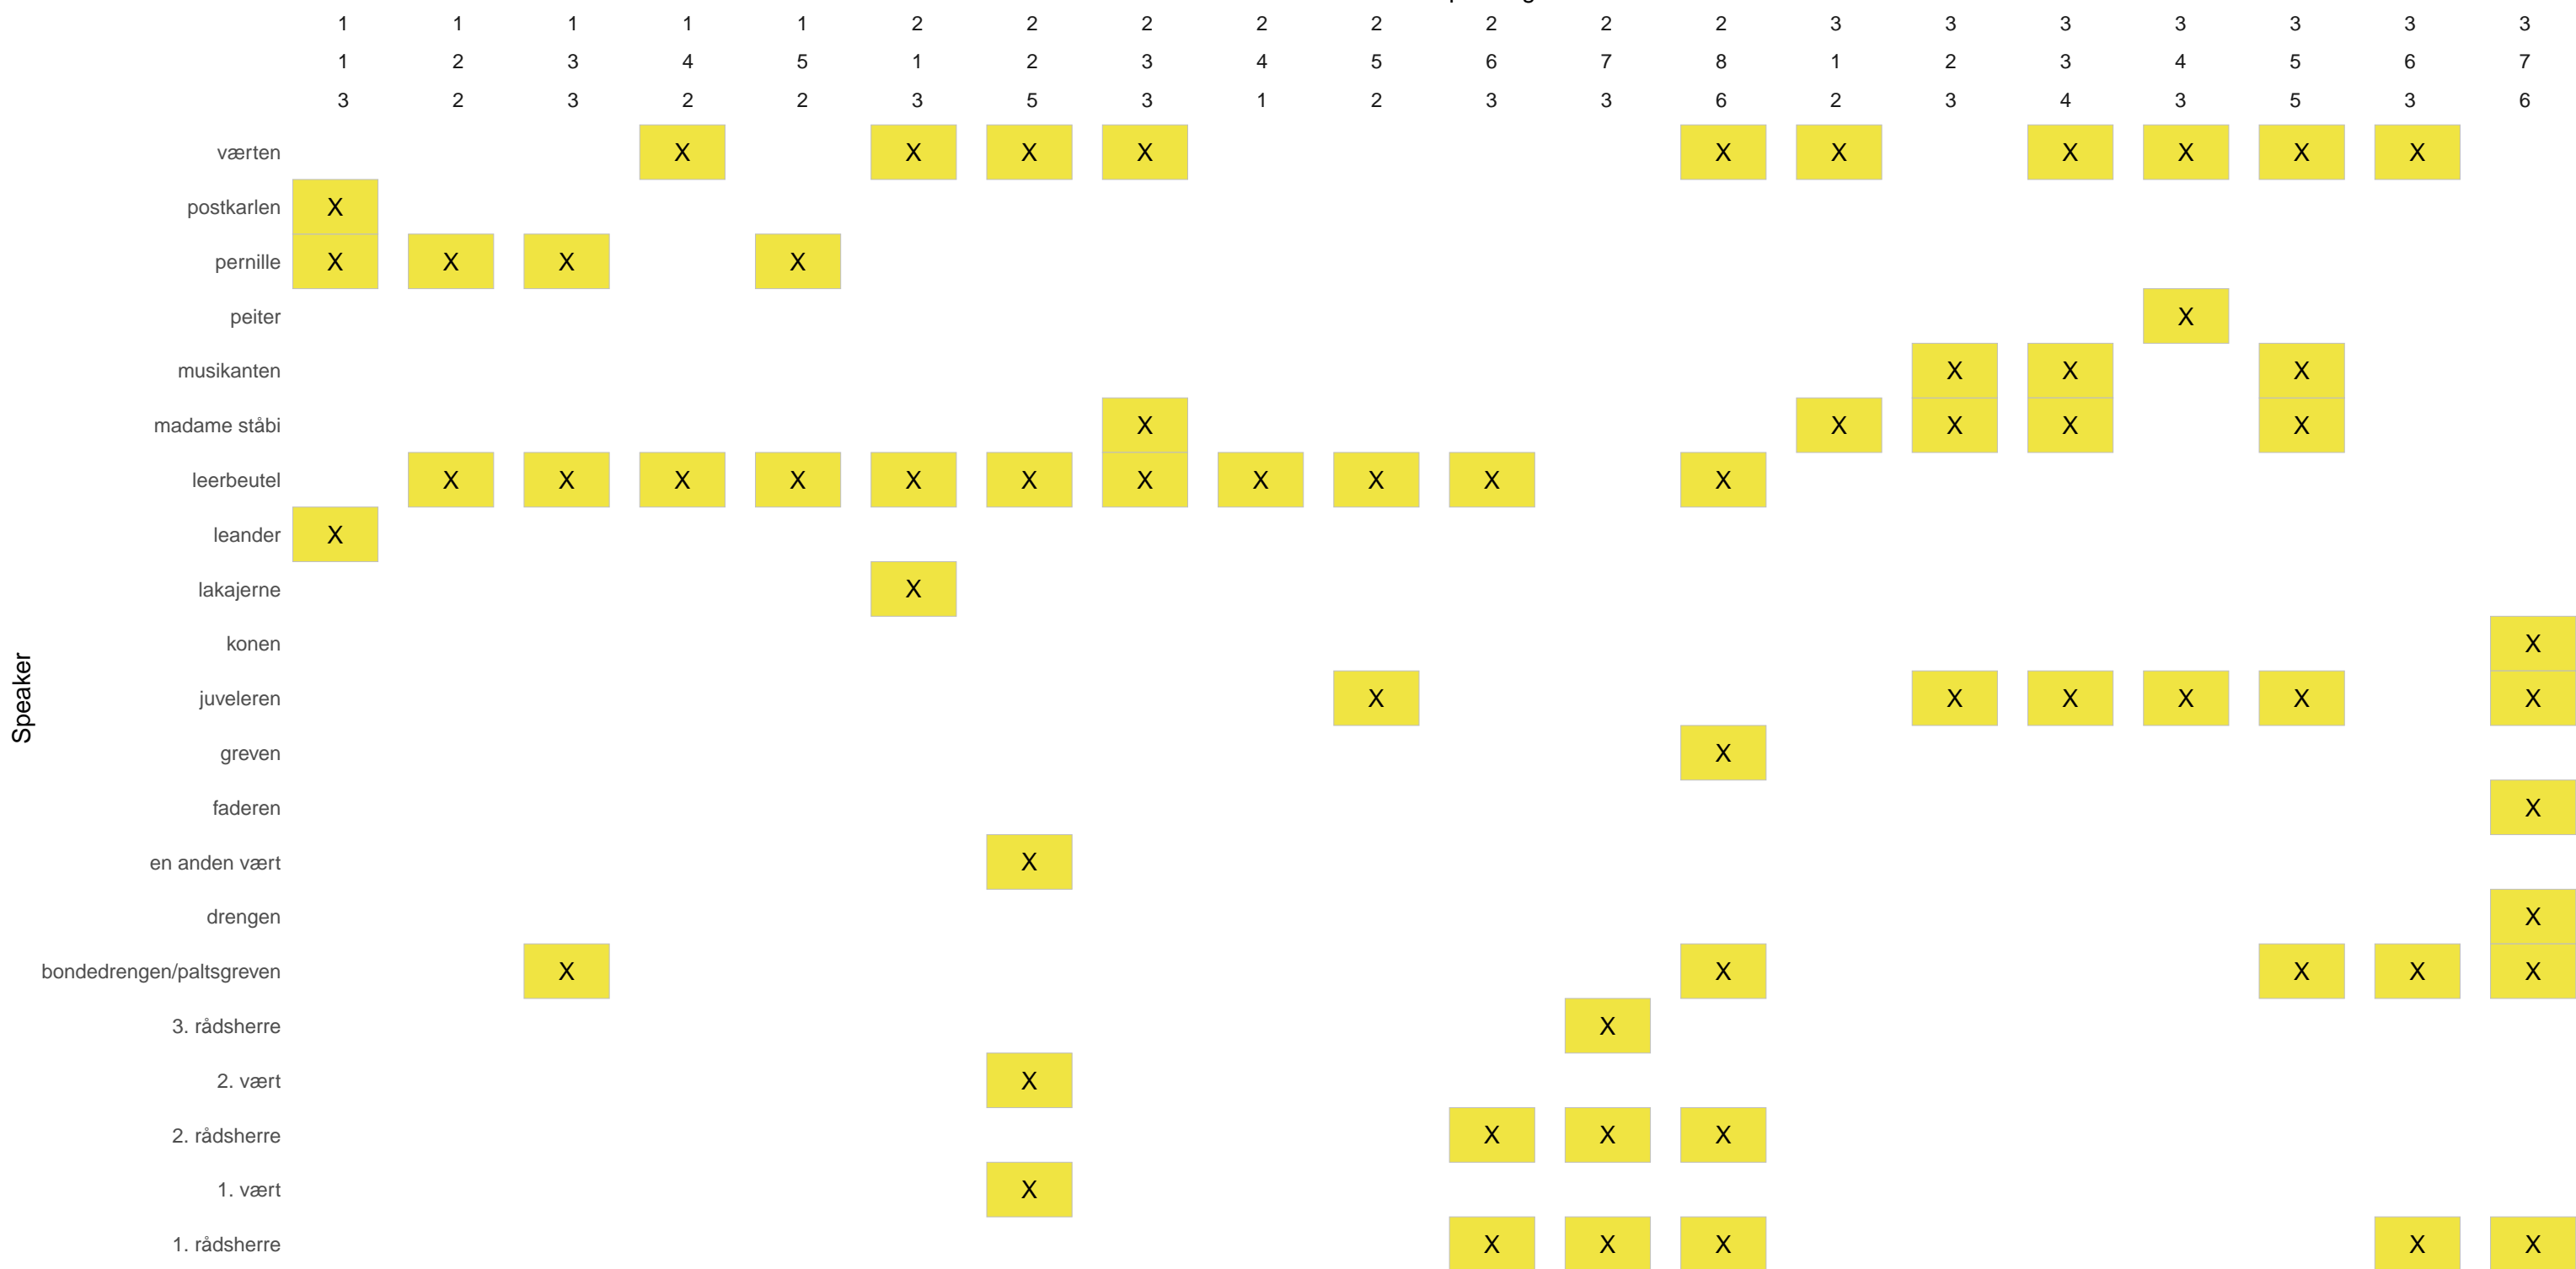 1 1 1 1 1 2 2 2 2 2 2 2 2 3 3 3 3 3 3 3
1 2 3 4 5 1 2 3 4 5 6 7 8 1 2 3 4 5 6 7
3 2 3 2 2 3 5 3 1 2 3 3 6 2 3 4 3 5 3 6
værten X X X X X X X X X X
postkarlen X
pernille X X X X
peiter X
musikanten X X X
madame ståbi X X X X X
leerbeutel X X X X X X X X X X X
leander X
lakajerne X
konen X
Speaker
juveleren X X X X X X
greven X
faderen X
en anden vært X
drengen X
bondedrengen/paltsgreven X X X X X
3. rådsherre X
2. vært X
2. rådsherre X X X
1. vært X
1. rådsherre X X X X X